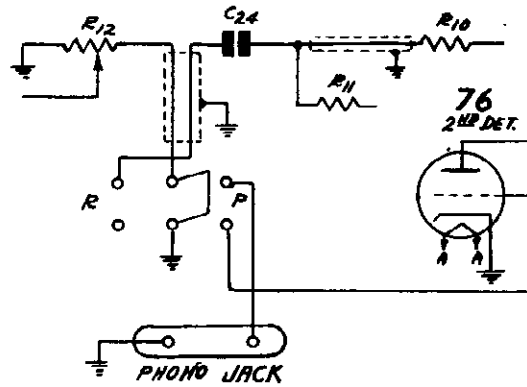 R12
C24
R10
R11
76
2ND DET.
R
P
A A
PHONO JACK